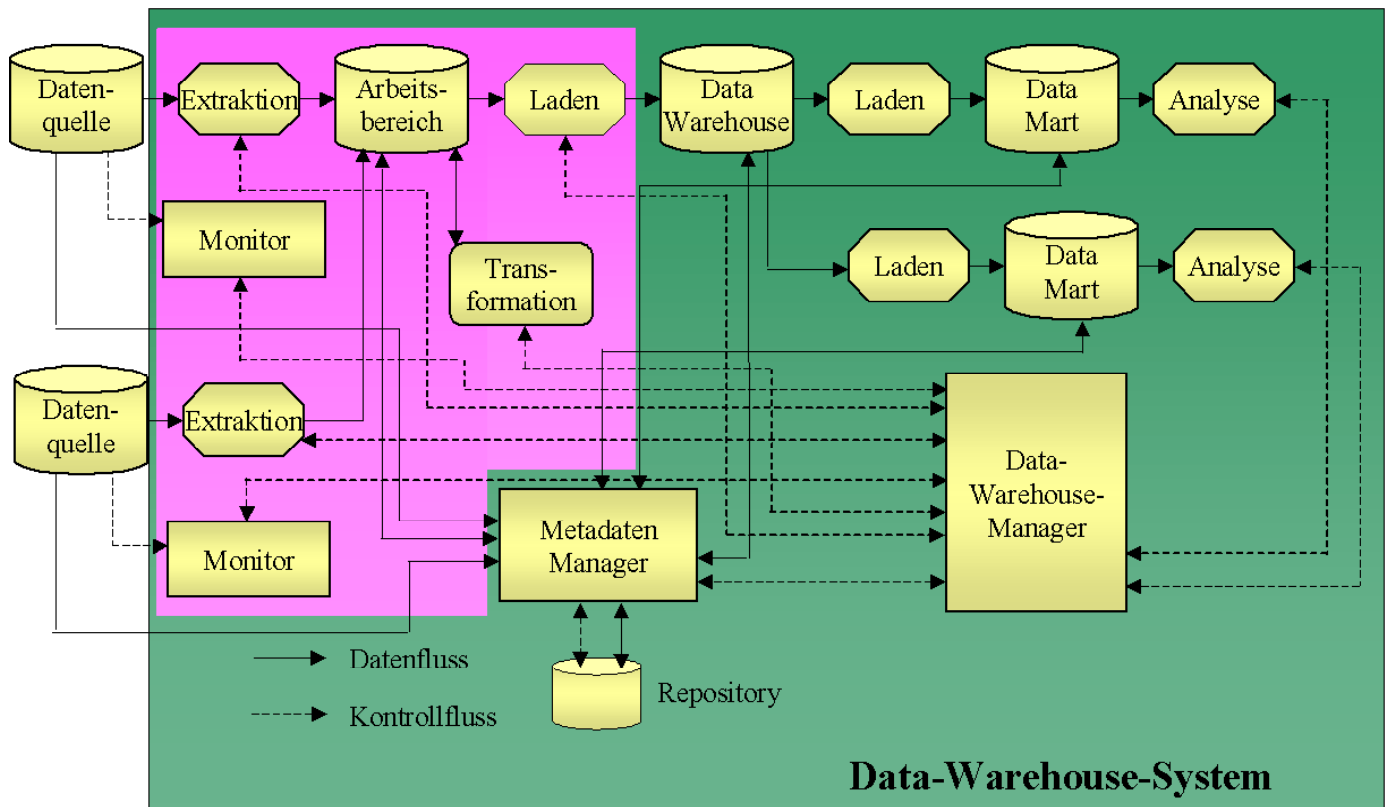 Daten-
quelle
Extraktion
Arbeits-
bereich
Laden
Data
Warehouse
Laden
Data
Mart
Analyse
Monitor
Trans-
formation
Laden
Data
Mart
Analyse
Daten-
quelle
Extraktion
Monitor
Metadaten
Manager
Data-
Warehouse-
Manager
Datenfluss
Kontrollfluss
Repository
Data-Warehouse-System